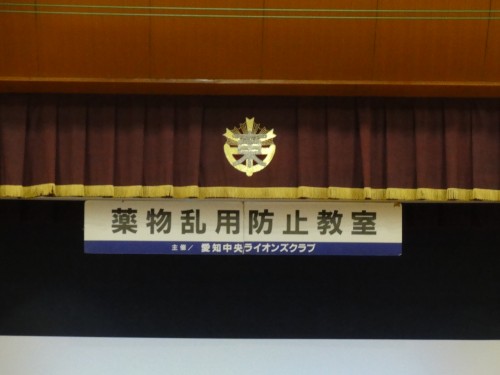 薬物乱用防止教室
主催／ 愛知中央ライオンズクラブ